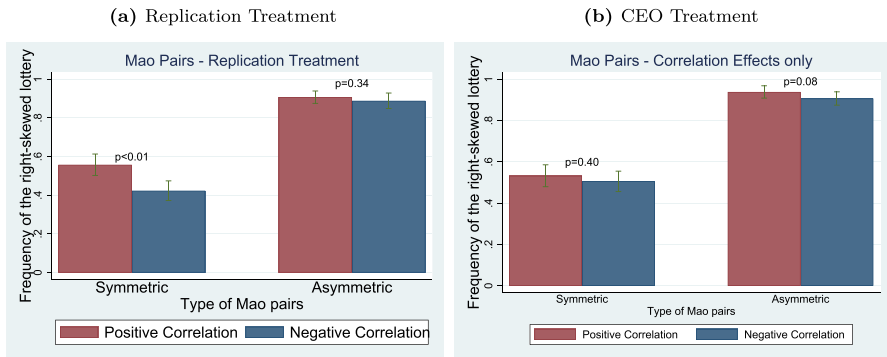 (a) Replication Treatment
Mao Pairs - Replication Treatment
Frequency of the right-skewed lottery
1
.8
.6
.4
.2
0
p<0.01
p=0.34
Symmetric
Asymmetric
Type of Mao pairs
Positive Correlation
Negative Correlation
(b) CEO Treatment
Mao Pairs - Correlation Effects only
Frequency of the right-skewed lottery
1
.8
.6
.4
.2
0
p=0.40
p=0.08
Symmetric
Asymmetric
Type of Mao pairs
Positive Correlation
Negative Correlation